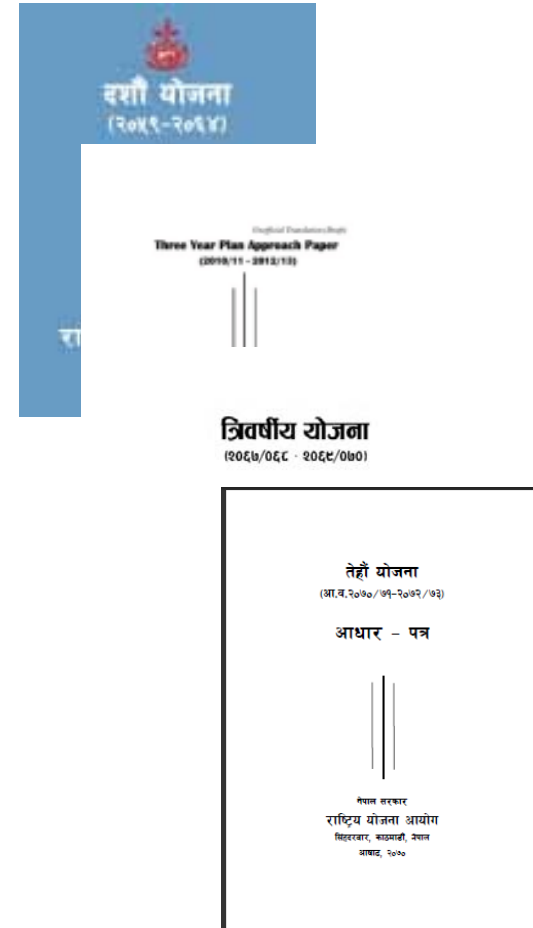 दशौं योजना
(२०५९-२०६४)
Unofficial Translation/Draft
Three Year Plan Approach Paper
(2010/11 - 2012/13)
रा
त्रिवर्षीय योजना
(२०६७/०६८ - २०६९/०७०)
तेह्रौं योजना
(आ.व.२०७०/७१-२०७२/७३)
आधार – पत्र
नेपाल सरकार
राष्ट्रिय योजना आयोग
सिंहदरबार, काठमाडौं, नेपाल
आषाढ, २०७०